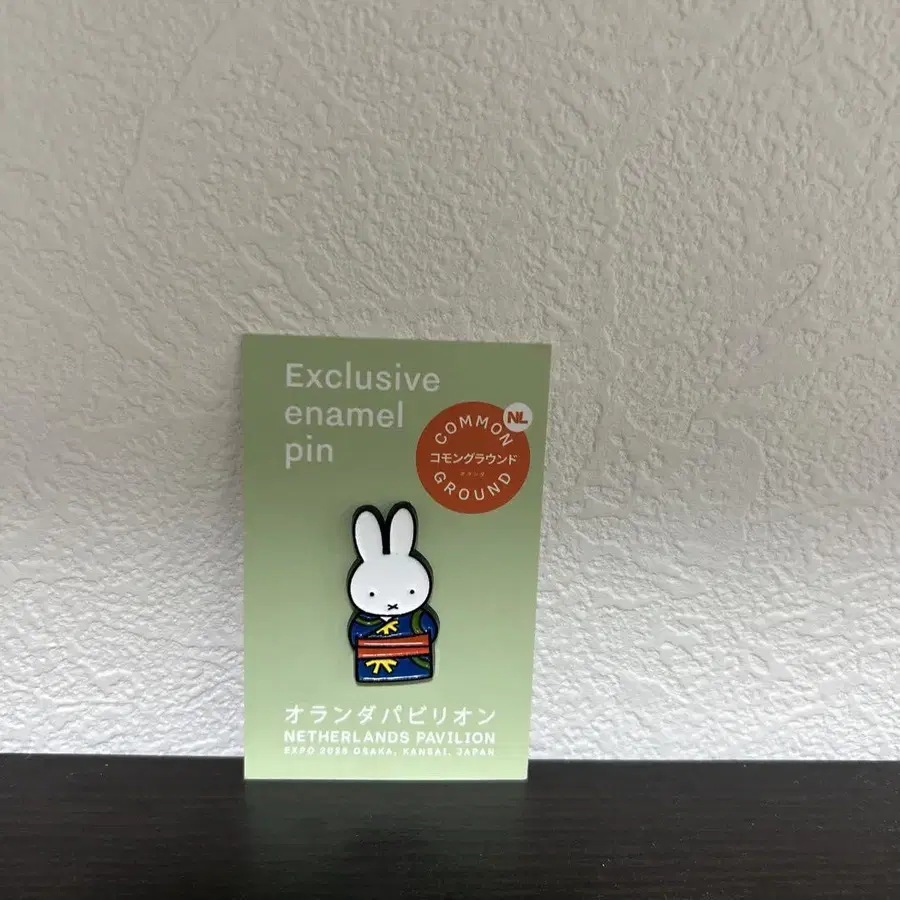 Exclusive
enamel
pin
NL
COMMON
コモングラウンド
GROUND
オランダパビリオン
NETHERLANDS PAVILION
EXPO 2025 OSAKA, KANSAI, JAPAN